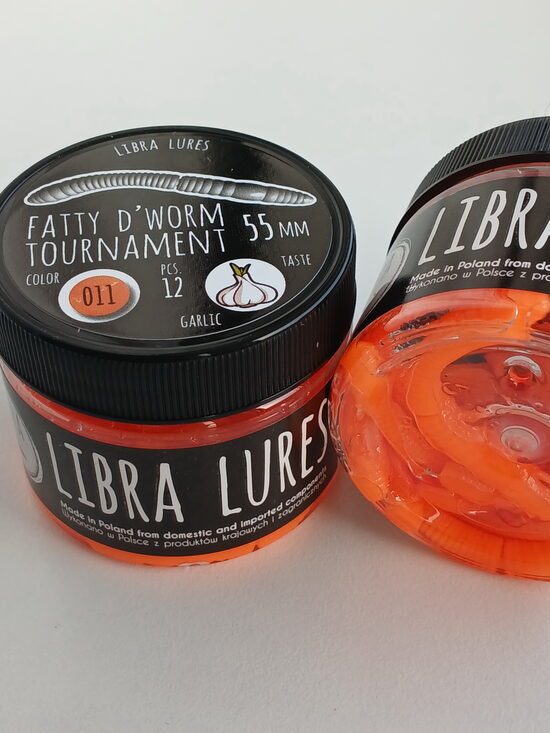 LIBRA LURES
FATTY D'WORM
TOURNAMENT 55 MM
COLOR
011
PCS.
12
TASTE
GARLIC
LIBRA LURES
Made in Poland from domestic and imported components
Wykonano w Polsce z produktów krajowych i zagranicznych
LIBRA
Made in Poland from
Wykonano w Polsce z